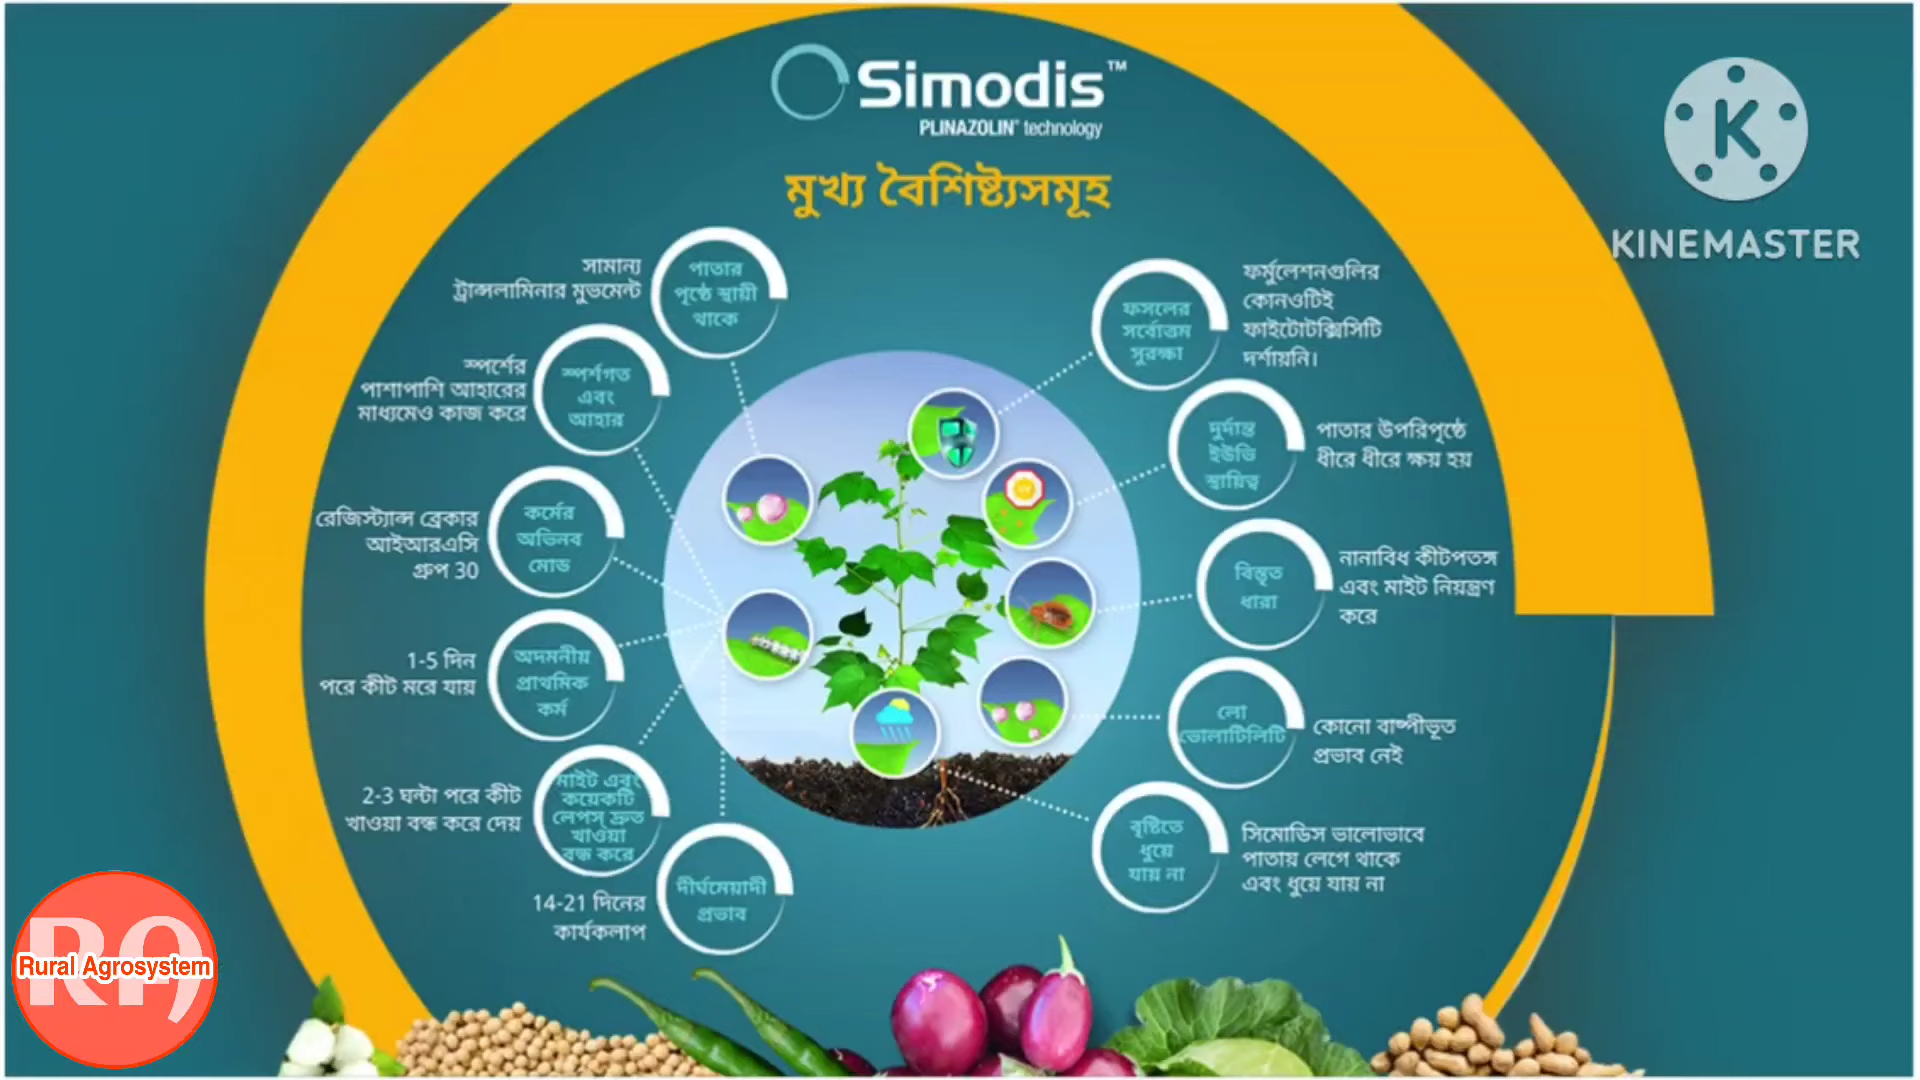 Simodis™
PLINAZOLIN® technology
মুখ্য বৈশিষ্ট্যসমূহ
KINEMASTER
সামান্য
ট্রান্সলামিনার মুভমেন্ট
পাতার
পৃষ্ঠে স্থায়ী
থাকে
স্পর্শের
পাশাপাশি আহারের
মাধ্যমেও কাজ করে
স্পর্শগত
এবং
আহার
রেজিস্ট্যান্স ব্রেকার
আইআরএসি
গ্রুপ 30
কর্মের
অভিনব
মোড
1-5 দিন
পরে কীট মরে যায়
অদমনীয়
প্রাথমিক
কর্ম
2-3 ঘন্টা পরে কীট
খাওয়া বন্ধ করে দেয়
মাইট এবং
কয়েকটি
লেপস্ দ্রুত
খাওয়া
বন্ধ করে
14-21 দিনের
কার্যকলাপ
দীর্ঘমেয়াদী
প্রভাব
ফসলের
সর্বোত্তম
সুরক্ষা
ফর্মুলেশনগুলির
কোনওটিই
ফাইটোটক্সিসিটি
দর্শায়নি।
দুর্দান্ত
ইউভি
স্থায়িত্ব
পাতার উপরিপৃষ্ঠে
ধীরে ধীরে ক্ষয় হয়
বিস্তৃত
ধারা
নানাবিধ কীটপতঙ্গ
এবং মাইট নিয়ন্ত্রণ
করে
লো
ভোলাটিলিটি
কোনো বাষ্পীভূত
প্রভাব নেই
বৃষ্টিতে
ধুয়ে
যায় না
সিমোডিস ভালোভাবে
পাতায় লেগে থাকে
এবং ধুয়ে যায় না
RA
Rural Agrosystem